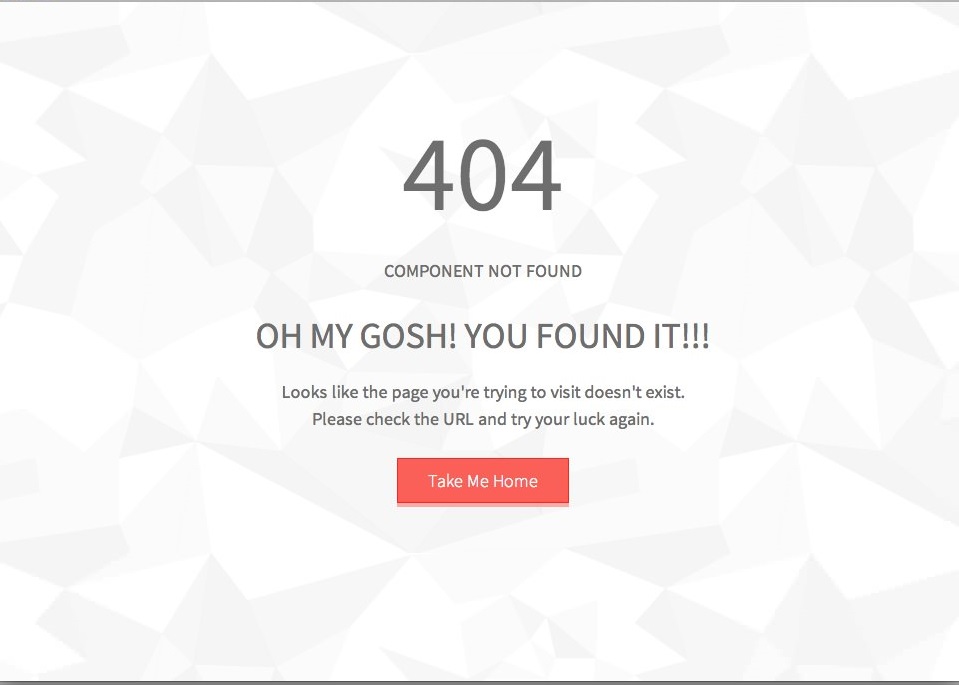 404
COMPONENT NOT FOUND
OH MY GOSH! YOU FOUND IT!!!
Looks like the page you're trying to visit doesn't exist.
Please check the URL and try your luck again.
Take Me Home